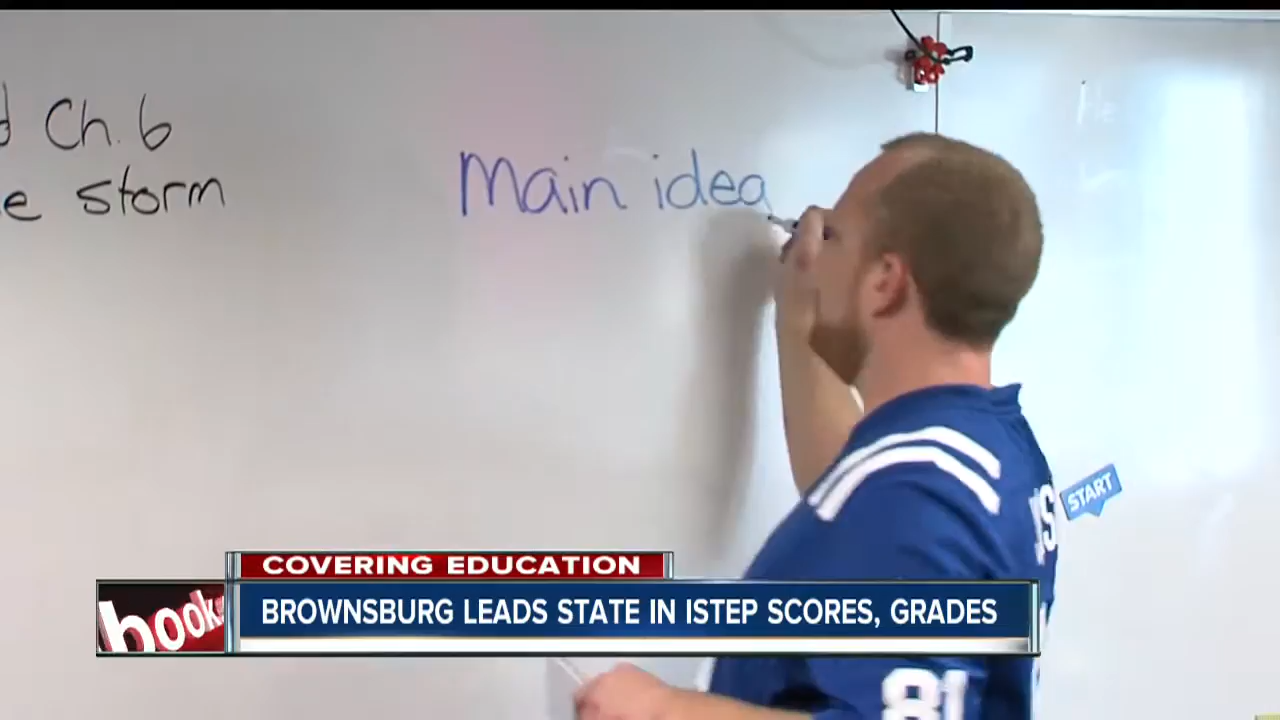 Ch. 6
e storm
Main idea
START
81
COVERING EDUCATION
book
BROWNSBURG LEADS STATE IN ISTEP SCORES, GRADES